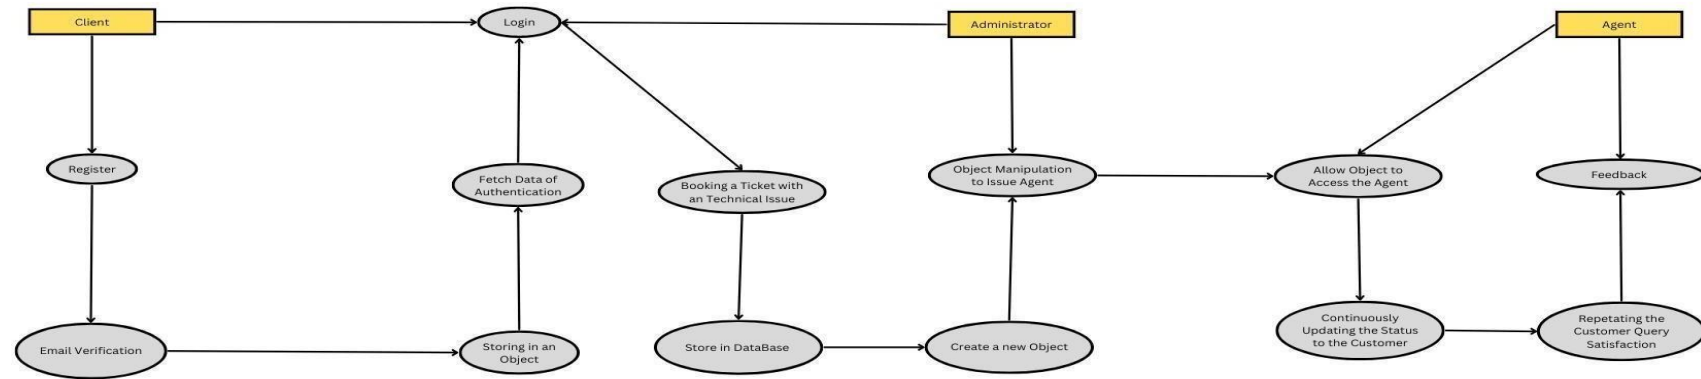 Client
Login
Administrator
Agent
Register
Fetch Data of
Authentication
Booking a Ticket with
an Technical Issue
Object Manipulation
to Issue Agent
Allow Object to
Access the Agent
Feedback
Email Verification
Storing in an
Object
Store in DataBase
Create a new Object
Continuously
Updating the Status
to the Customer
Repetating the
Customer Query
Satisfaction